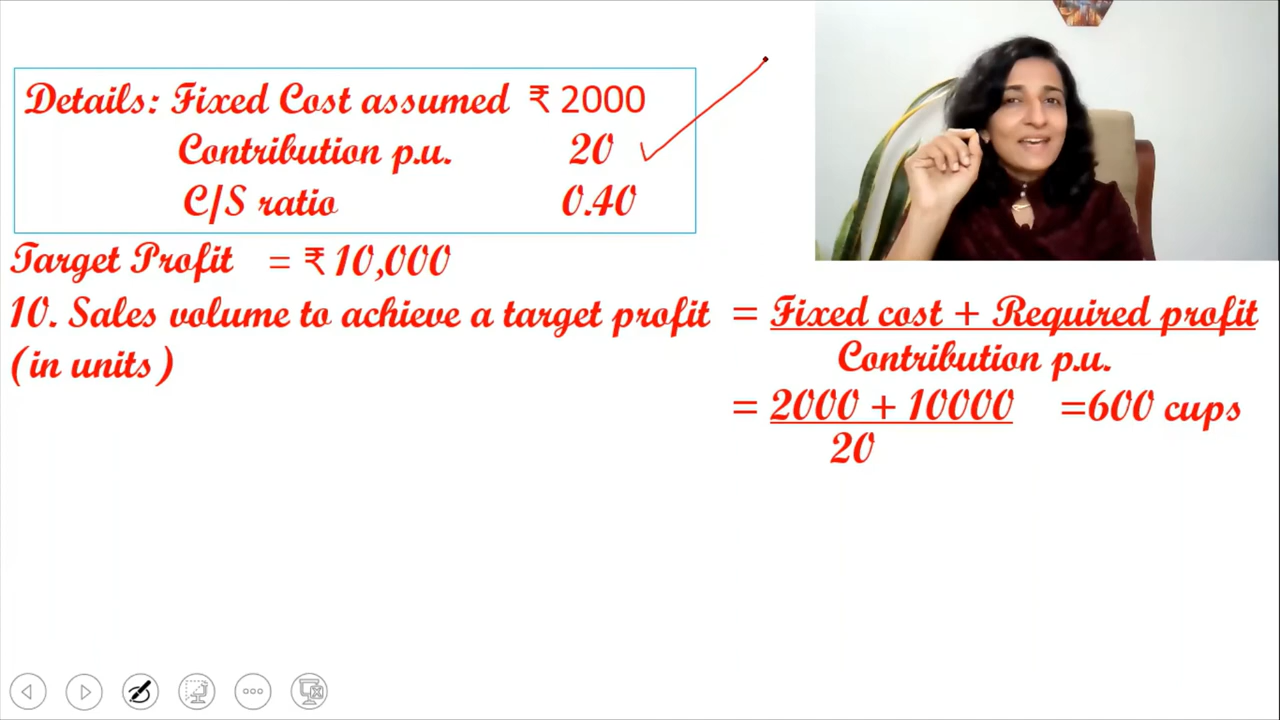 Details: Fixed Cost assumed ₹ 2000
Contribution p.u. 20
C/S ratio 0.40
Target Profit = ₹ 10,000
10. Sales volume to achieve a target profit = Fixed cost + Required profit
(in units) Contribution p.u.
= 2000 + 10000 =600 cups
20